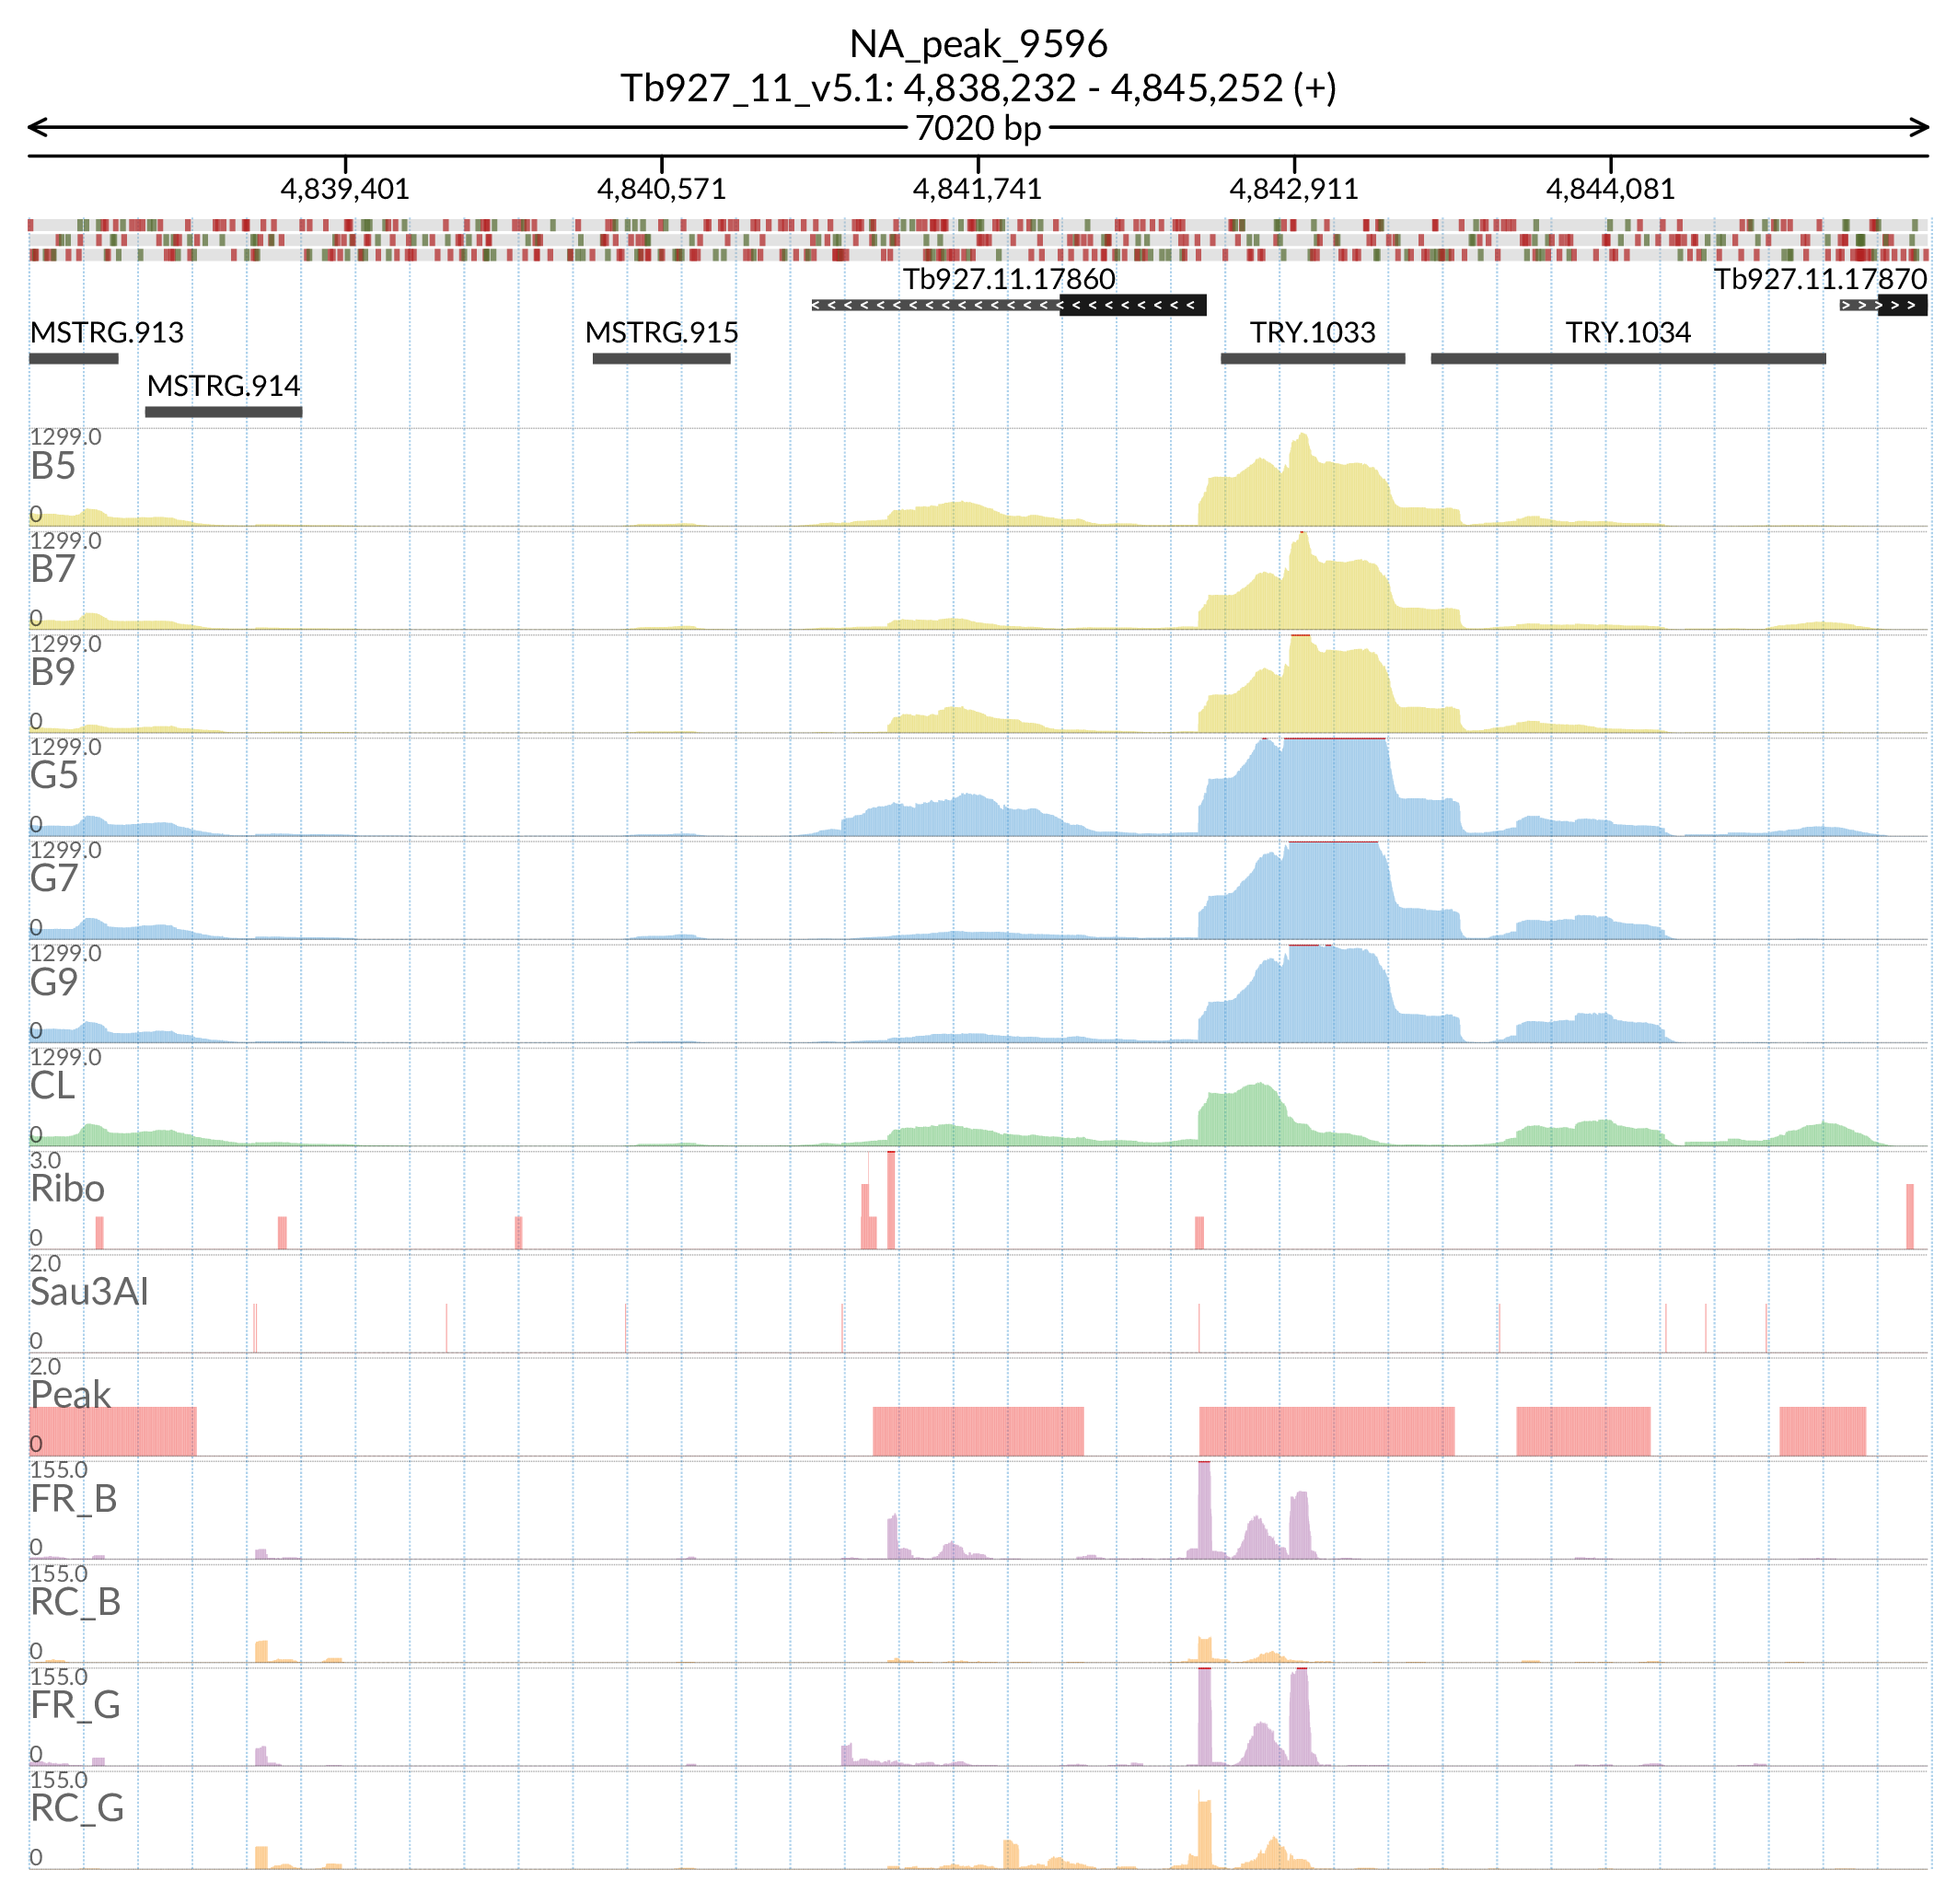 NA_peak_9596
Tb927_11_v5.1: 4,838,232 - 4,845,252 (+)
7020 bp
4,839,401 4,840,571 4,841,741 4,842,911 4,844,081
Tb927.11.17860 Tb927.11.17870
MSTRG.913 MSTRG.915 TRY.1033 TRY.1034
MSTRG.914
1299.0
B5
0
1299.0
B7
0
1299.0
B9
0
1299.0
G5
0
1299.0
G7
0
1299.0
G9
0
1299.0
CL
0
3.0
Ribo
0
2.0
Sau3AI
0
2.0
Peak
0
155.0
FR_B
0
155.0
RC_B
0
155.0
FR_G
0
155.0
RC_G
0